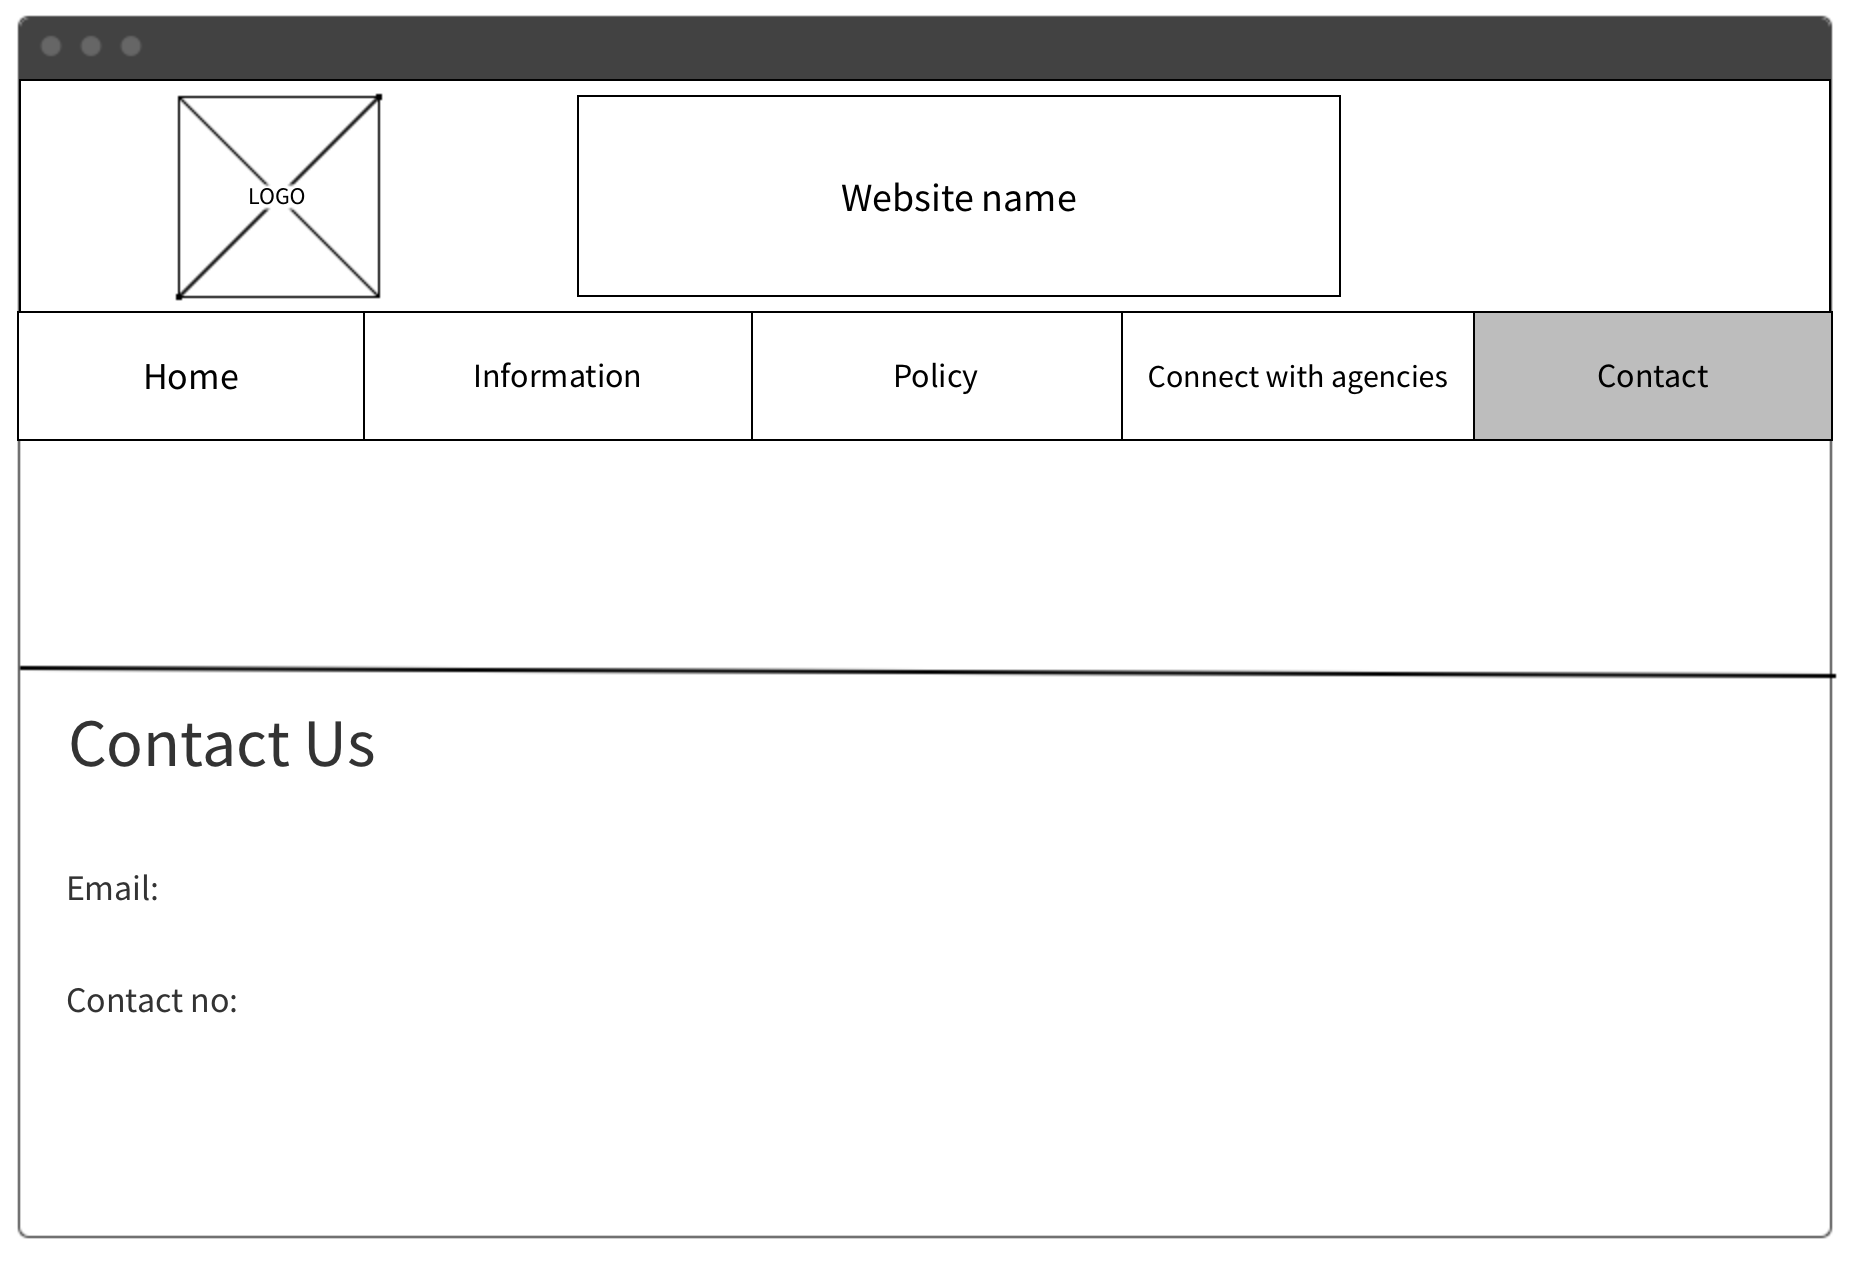 LOGO
Website name
Home
Information
Policy
Connect with agencies
Contact
Contact Us
Email:
Contact no: